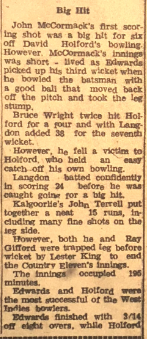 Big Hit
John McCormack's first scor-
ing shot was a big hit for six
off David Holford's bowling.
However, McCormack's innings
was short - lived as Edwards
picked up his third wicket when
he bowled the batsman with
a good ball that moved back
off the pitch and took the leg
stump.
Bruce Wright twice hit Hol-
ford for a four and with Lang-
don added 38 for the seventh
wicket.
However, he fell a victim to
Holford, who held an easy
catch off his own bowling.
Langdon batted confidently
in scoring 24 before he was
caught going for a big hit.
Kalgoorlie's John Terrell put
together a neat 15 runs, in-
cluding many fine shots on the
leg side.
However, both he and Ray
Gifford were trapped leg before
wicket by Lester King to end
the Country Eleven's innings.
The innings occupied 196
minutes.
Edwards and Holford were
the most successful of the West
Indies bowlers.
Edwards finished with 3/14
off eight overs, while Holford